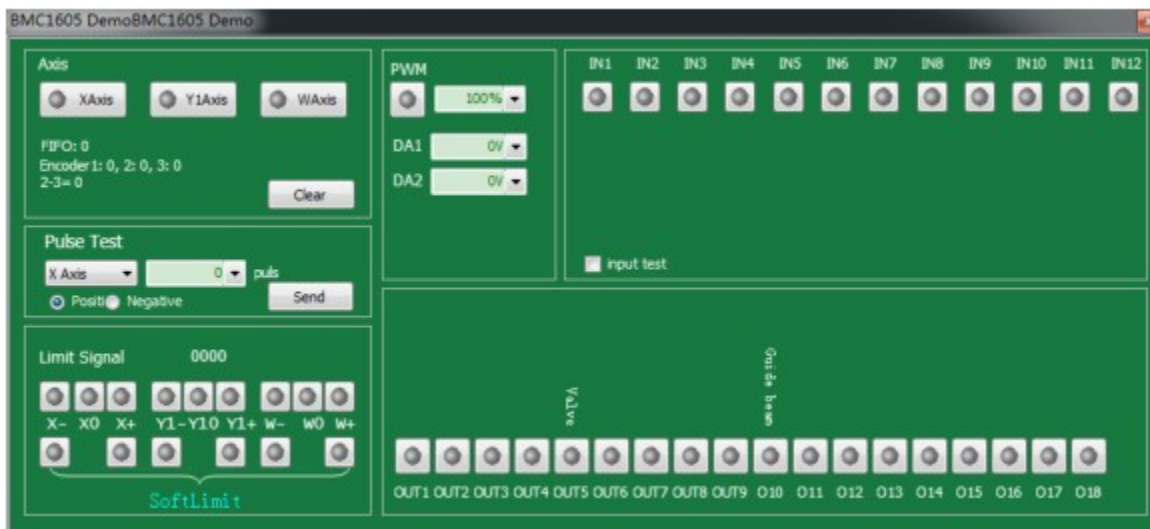 BMC1605 DemoBMC1605 Demo
Axis
XAxis Y1Axis WAxis
FIFO: 0
Encoder1: 0, 2: 0, 3: 0
2-3= 0
Clear
Pulse Test
X Axis 0 puls
Positi Negative Send
Limit Signal 0000
X- X0 X+ Y1- Y10 Y1+ W- W0 W+
SoftLimit
PWM
100%
DA1 0V
DA2 0V
IN1 IN2 IN3 IN4 IN5 IN6 IN7 IN8 IN9 IN10 IN11 IN12
input test
Valve
Guide beam
OUT1 OUT2 OUT3 OUT4 OUT5 OUT6 OUT7 OUT8 OUT9 O10 O11 O12 O13 O14 O15 O16 O17 O18